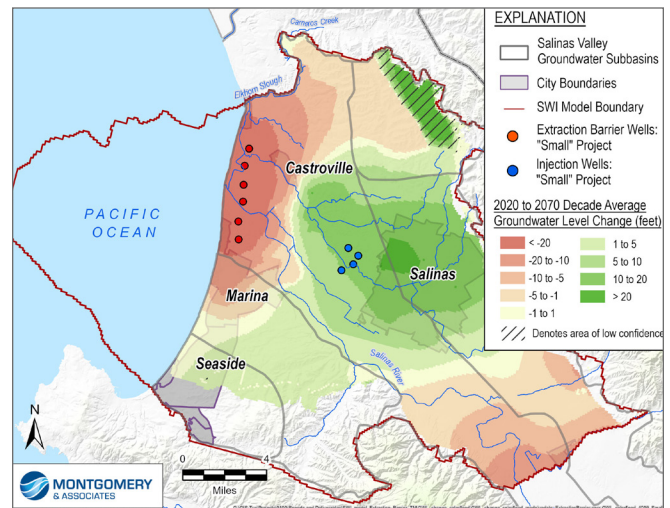 Carneros Creek
Elkhorn Slough
Castroville
PACIFIC
OCEAN
Salinas
Marina
Seaside
Salinas River
N
0 4
Miles
MONTGOMERY
& ASSOCIATES
EXPLANATION
Salinas Valley
Groundwater Subbasins
City Boundaries
SWI Model Boundary
Extraction Barrier Wells:
"Small" Project
Injection Wells:
"Small" Project
2020 to 2070 Decade Average
Groundwater Level Change (feet)
< -20
-20 to -10
-10 to -5
-5 to -1
-1 to 1
1 to 5
5 to 10
10 to 20
> 20
Denotes area of low confidence